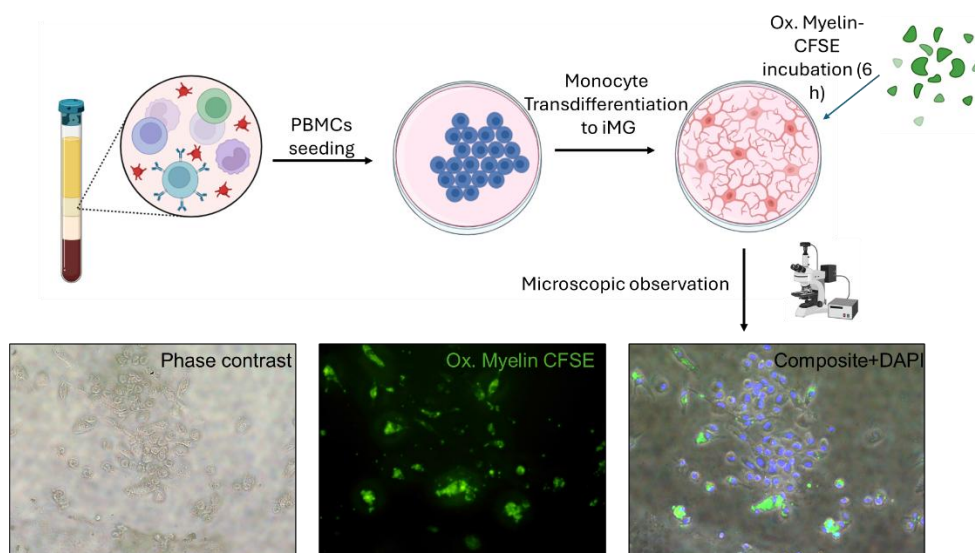 PBMCs
seeding
Monocyte
Transdifferentiation
to iMG
Ox. Myelin-
CFSE
incubation (6
h)
Microscopic observation
Phase contrast
Ox. Myelin CFSE
Composite+DAPI